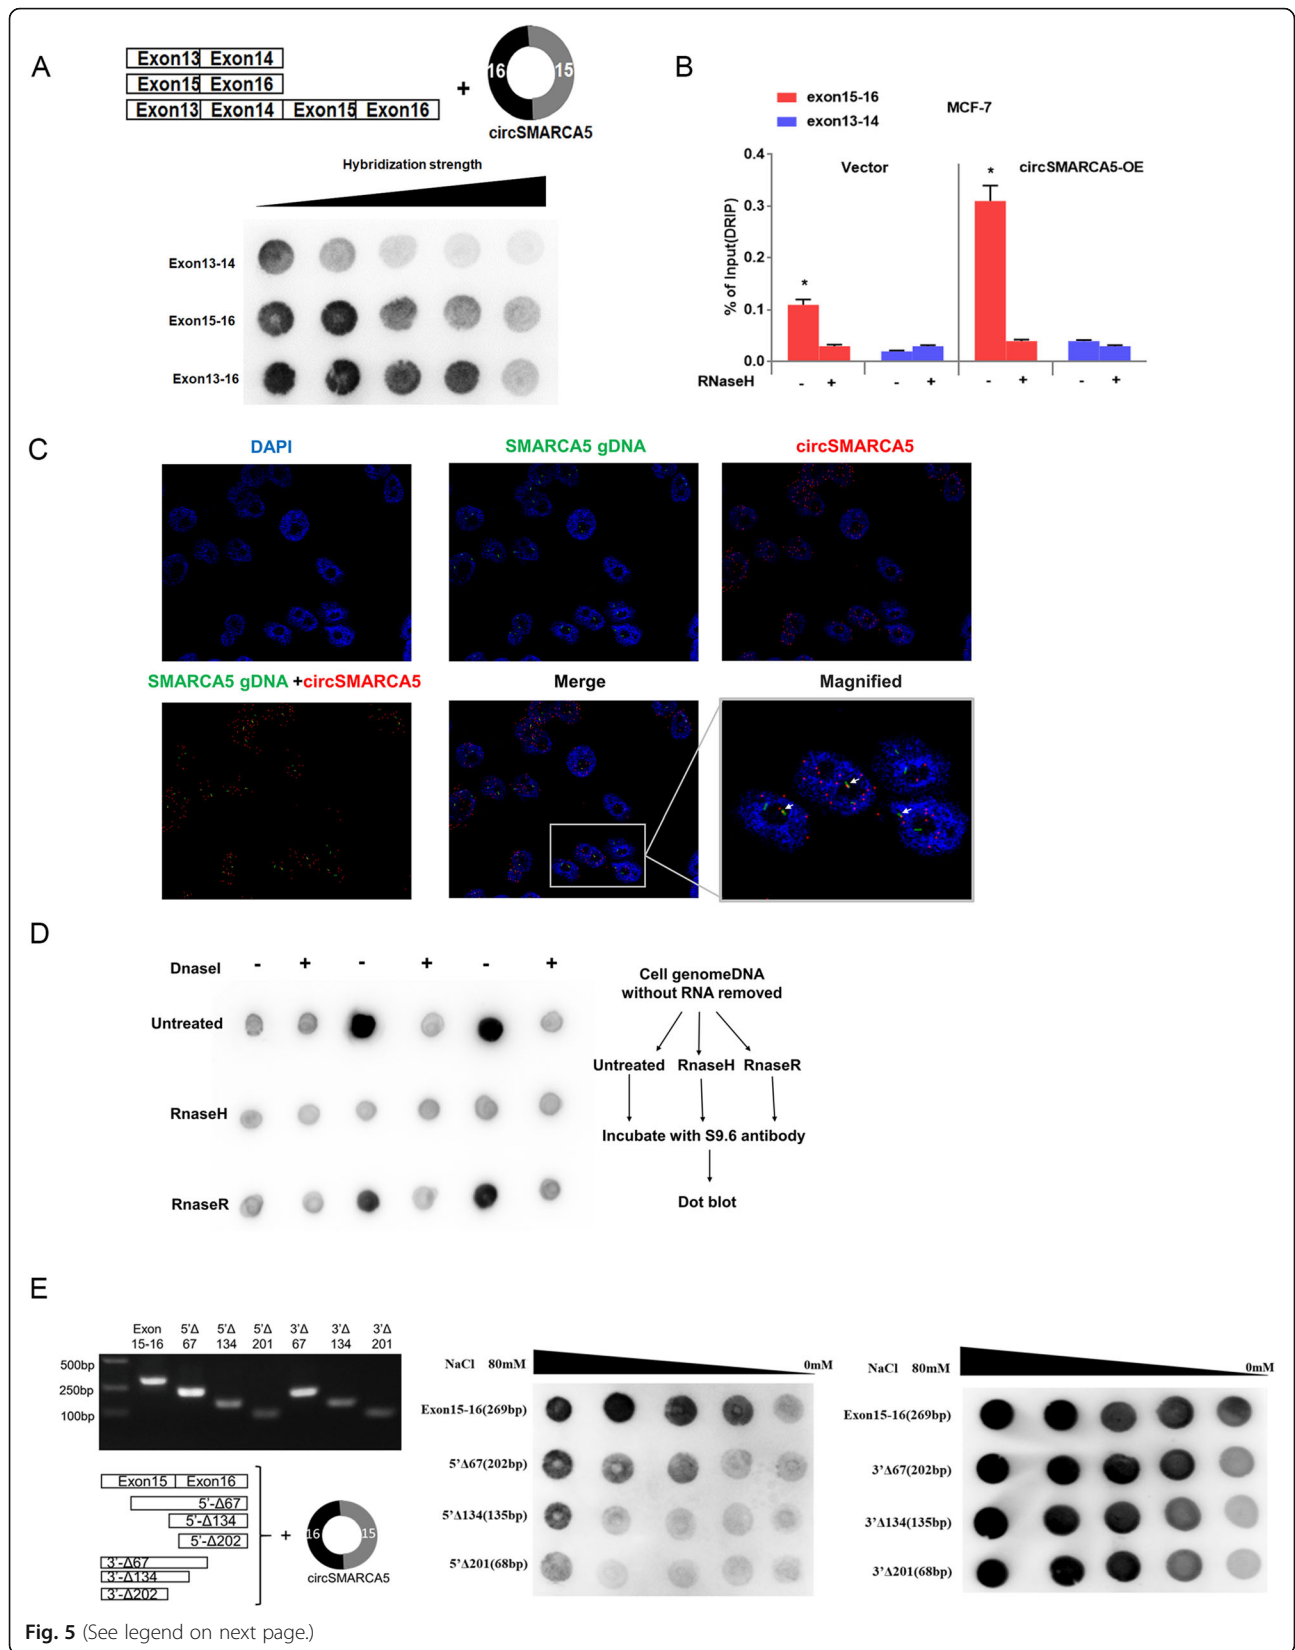 A
Exon13 Exon14
Exon15 Exon16
Exon13 Exon14 Exon15 Exon16
+
16 15
circSMARCA5
Hybridization strength
Exon13-14
Exon15-16
Exon13-16
B
exon15-16
exon13-14
MCF-7
Vector
circSMARCA5-OE
% of Input(DRIP)
0.4
0.3
0.2
0.1
0.0
* *
RNaseH - + - + - + - +
C
DAPI
SMARCA5 gDNA
circSMARCA5
SMARCA5 gDNA +circSMARCA5
Merge
Magnified
D
DnaseI - + - + - +
Untreated
RnaseH
RnaseR
Cell genomeDNA
without RNA removed
Untreated RnaseH RnaseR
Incubate with S9.6 antibody
Dot blot
E
Exon 5'Δ 5'Δ 5'Δ 3'Δ 3'Δ 3'Δ
15-16 67 134 201 67 134 201
500bp
250bp
100bp
Exon15 Exon16
5'-Δ67
5'-Δ134
5'-Δ202
3'-Δ67
3'-Δ134
3'-Δ202
+
16 15
circSMARCA5
NaCl 80mM 0mM
Exon15-16(269bp)
5'Δ67(202bp)
5'Δ134(135bp)
5'Δ201(68bp)
NaCl 80mM 0mM
Exon15-16(269bp)
3'Δ67(202bp)
3'Δ134(135bp)
3'Δ201(68bp)
Fig. 5 (See legend on next page.)